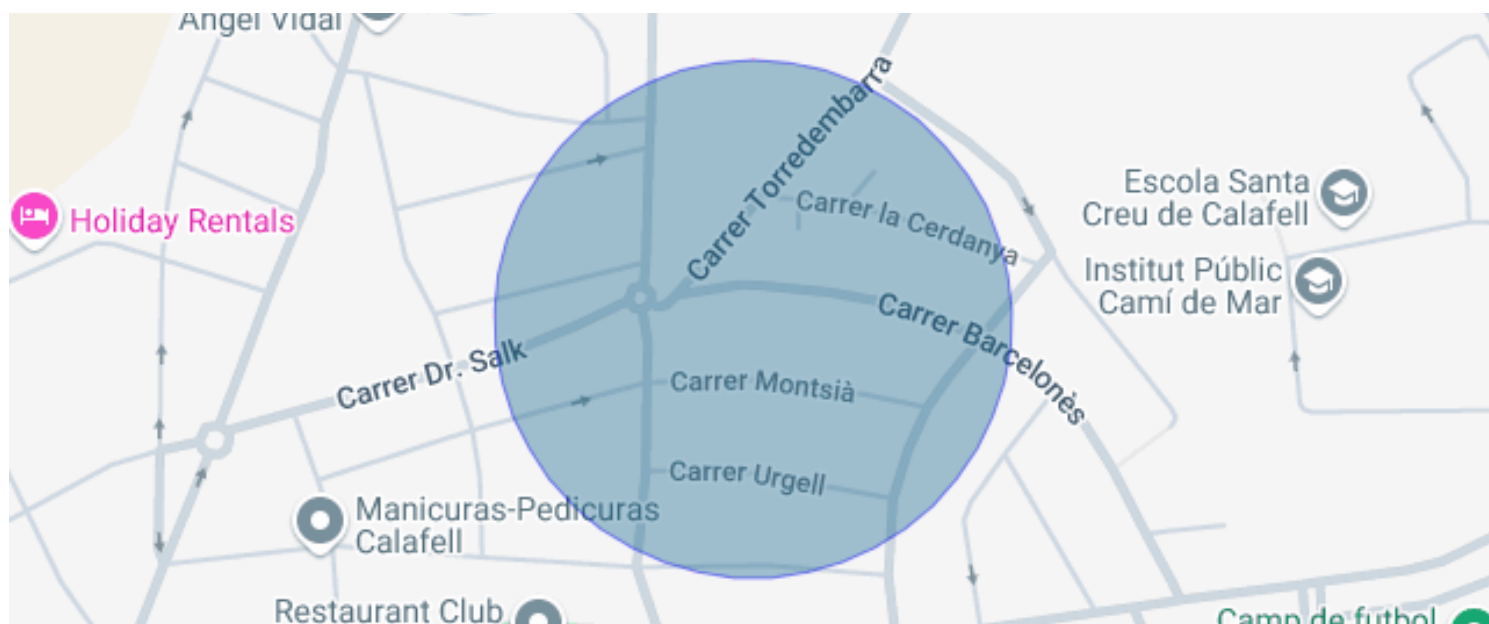 Àngel Vidal
Carrer Torredembarra
Escola Santa
Creu de Calafell
Holiday Rentals
Carrer la Cerdanya
Institut Públic
Camí de Mar
Carrer Barcelonès
Carrer Dr. Salk
Carrer Montsià
Carrer Urgell
Manicuras-Pedicuras
Calafell
Restaurant Club
Camp de futbol